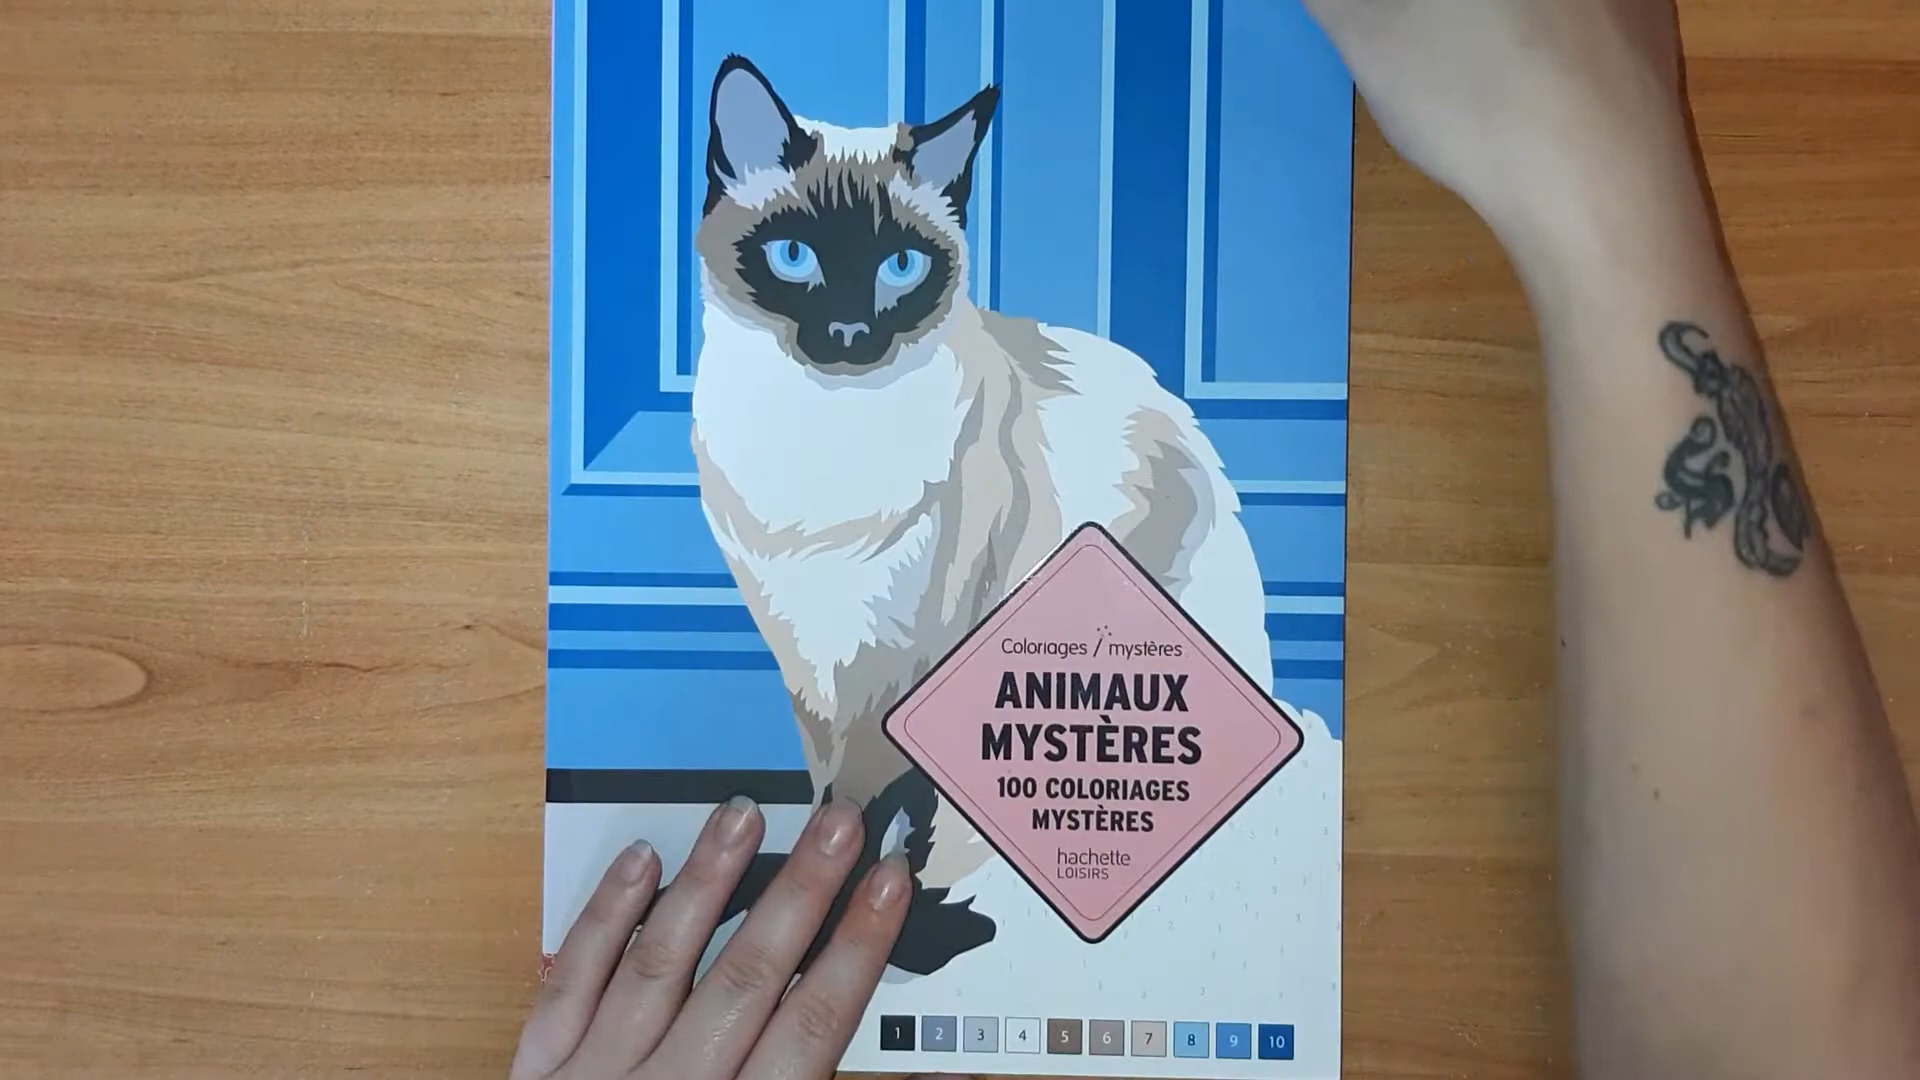 Coloriages / mystères
ANIMAUX
MYSTÈRES
100 COLORIAGES
MYSTÈRES
hachette
LOISIRS
1 2 3 4 5 6 7 8 9 10